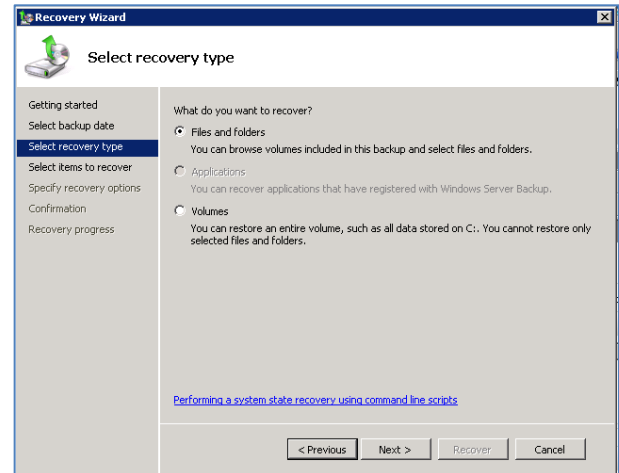 Recovery Wizard
Select recovery type
Getting started
Select backup date
Select recovery type
Select items to recover
Specify recovery options
Confirmation
Recovery progress
What do you want to recover?
Files and folders
You can browse volumes included in this backup and select files and folders.
Applications
You can recover applications that have registered with Windows Server Backup.
Volumes
You can restore an entire volume, such as all data stored on C:. You cannot restore only
selected files and folders.
Performing a system state recovery using command line scripts
< Previous
Next >
Recover
Cancel